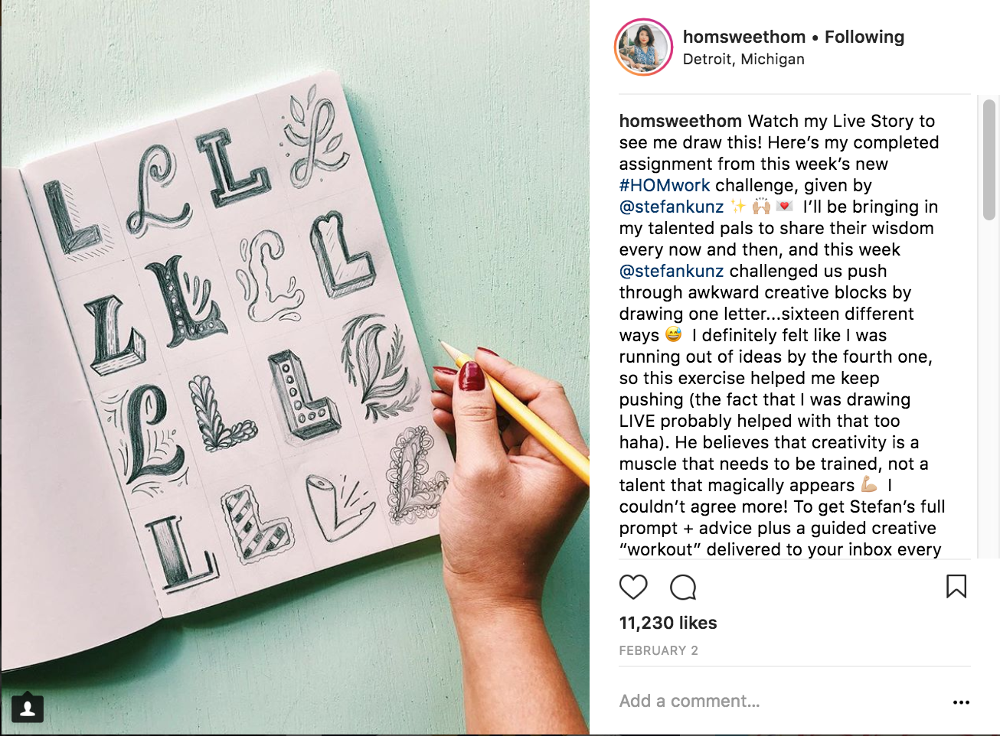 L L L L
L L L L
L L L L
L L L L
homsweethom • Following
Detroit, Michigan
homsweethom Watch my Live Story to
see me draw this! Here’s my completed
assignment from this week’s new
#HOMwork challenge, given by
@stefankunz ✨ 🙌🏼 💌 I’ll be bringing in
my talented pals to share their wisdom
every now and then, and this week
@stefankunz challenged us push
through awkward creative blocks by
drawing one letter...sixteen different
ways 😅 I definitely felt like I was
running out of ideas by the fourth one,
so this exercise helped me keep
pushing (the fact that I was drawing
LIVE probably helped with that too
haha). He believes that creativity is a
muscle that needs to be trained, not a
talent that magically appears 💪🏼 I
couldn’t agree more! To get Stefan’s full
prompt + advice plus a guided creative
“workout” delivered to your inbox every
11,230 likes
FEBRUARY 2
Add a comment...